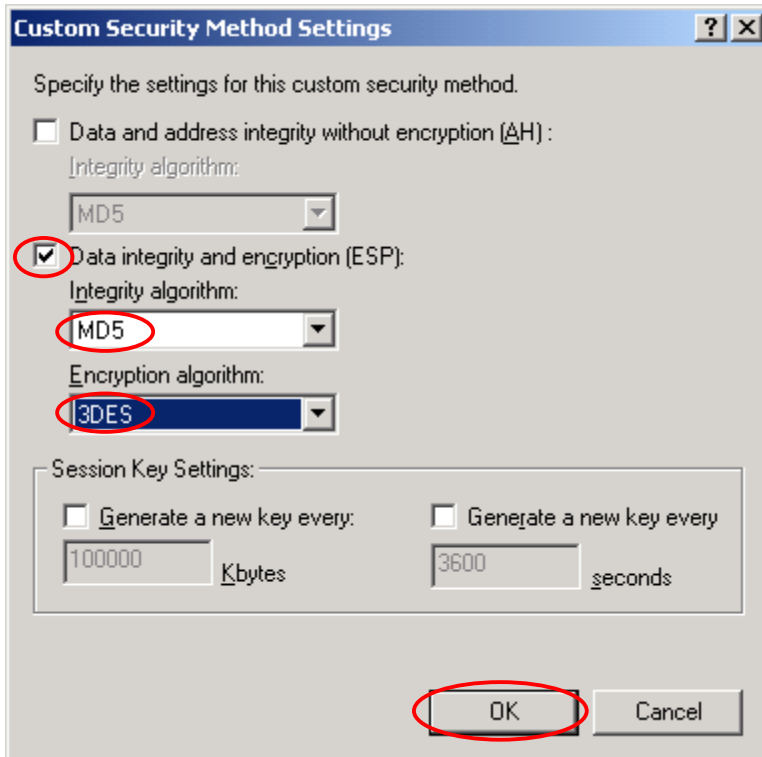 Custom Security Method Settings
Specify the settings for this custom security method.
Data and address integrity without encryption (AH) :
Integrity algorithm:
MD5
Data integrity and encryption (ESP):
Integrity algorithm:
MD5
Encryption algorithm:
3DES
Session Key Settings:
Generate a new key every: Generate a new key every
100000 Kbytes 3600 seconds
OK Cancel